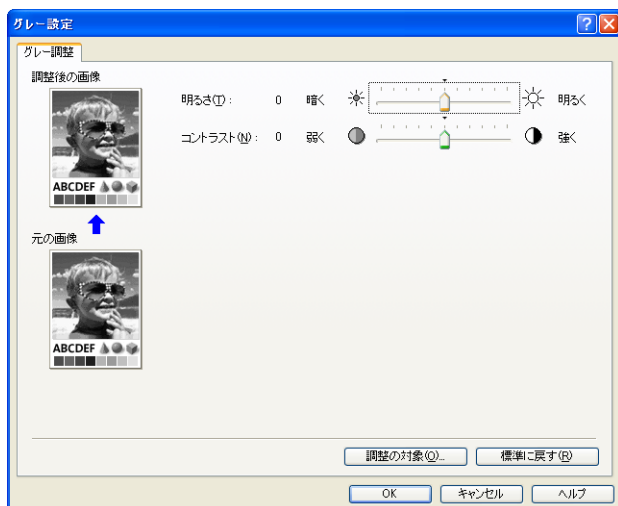 グレー設定
グレー調整
調整後の画像
明るさ(T): 0 暗く 明るく
コントラスト(N): 0 弱く 強く
ABCDEF
元の画像
ABCDEF
調整の対象(O)... 標準に戻す(R)
OK キャンセル ヘルプ